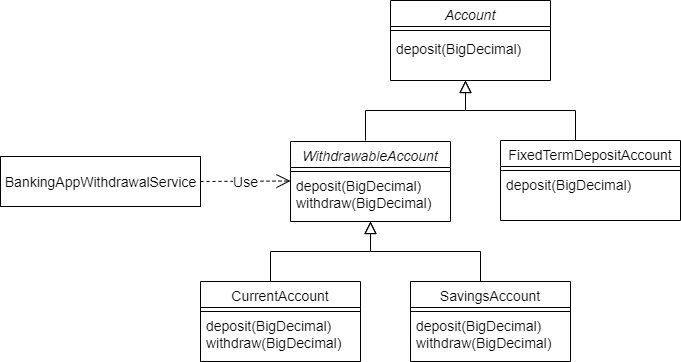 Account
deposit(BigDecimal)
WithdrawableAccount
deposit(BigDecimal)
withdraw(BigDecimal)
FixedTermDepositAccount
deposit(BigDecimal)
BankingAppWithdrawalService
Use
CurrentAccount
deposit(BigDecimal)
withdraw(BigDecimal)
SavingsAccount
deposit(BigDecimal)
withdraw(BigDecimal)